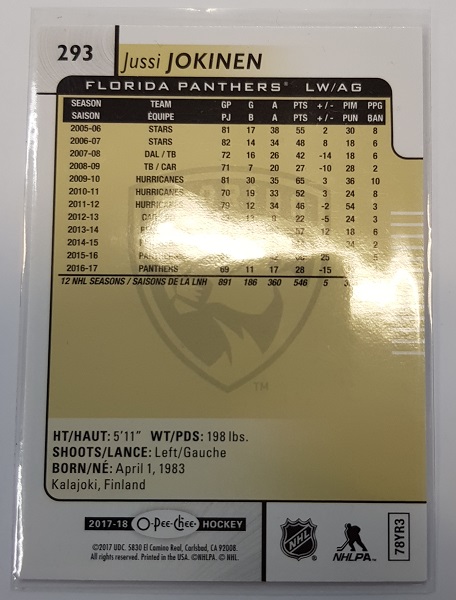 293 Jussi JOKINEN
FLORIDA PANTHERS® LW/AG
SEASON TEAM GP G A PTS + / - PIM PPG
SAISON ÉQUIPE PJ B A PTS + / - PUN BAN
2005-06 STARS 81 17 38 55 2 30 8
2006-07 STARS 82 14 34 48 8 18 6
2007-08 DAL / TB 72 16 26 42 -14 18 6
2008-09 TB / CAR 71 7 20 27 -10 28 2
2009-10 HURRICANES 81 30 35 65 3 36 10
2010-11 HURRICANES 70 19 33 52 3 24 8
2011-12 HURRICANES 79 12 34 46 -2 54 3
2012-13 22 -5 24 3
2013-14 57 12 18 6
2014-15 2
2015-16 25
2016-17 PANTHERS 69 11 17 28 -15
12 NHL SEASONS / SAISONS DE LA LNH 891 186 360 546 5
TM
HT/HAUT: 5'11" WT/PDS: 198 lbs.
SHOOTS/LANCE: Left/Gauche
BORN/NÉ: April 1, 1983
Kalajoki, Finland
2017-18 O-Pee-Chee HOCKEY
©2017 UDC. 5830 El Camino Real, Carlsbad, CA 92008.
All rights reserved. Printed in the USA. ©NHLPA. © NHL.
NHL
NHLPA
78YR3